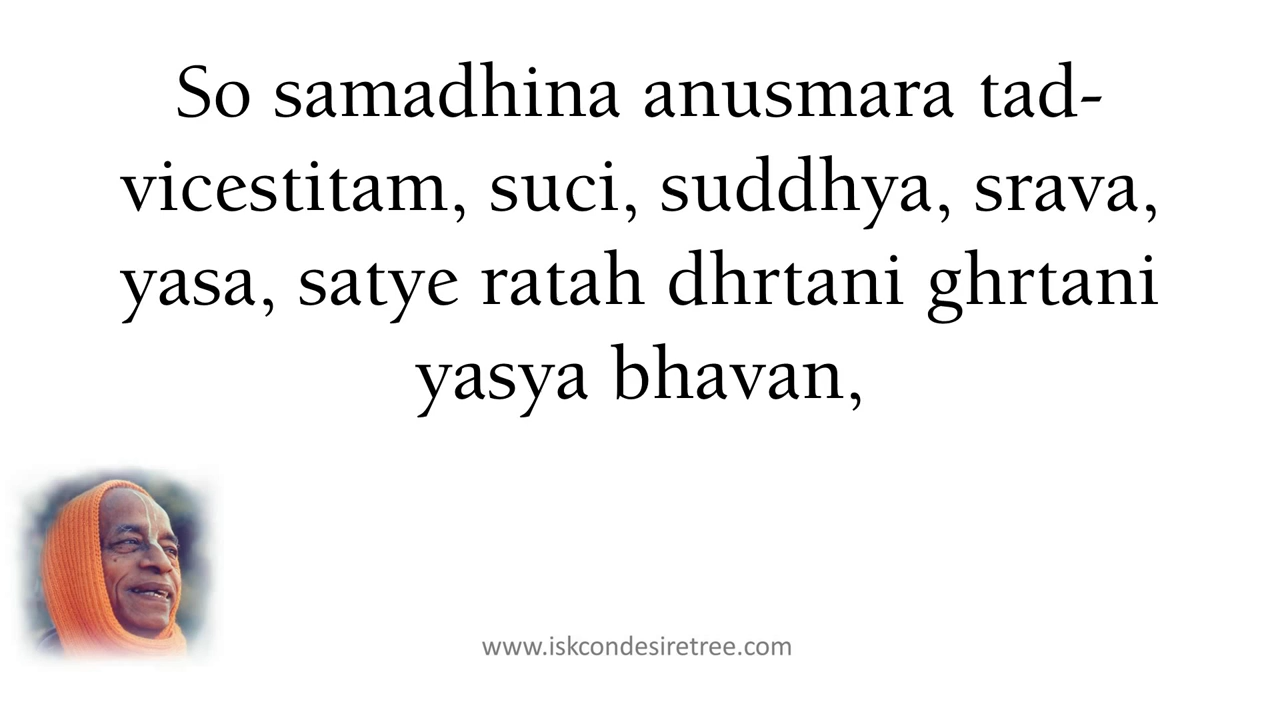 So samadhina anusmara tad-
vicestitam, suci, suddhya, srava,
yasa, satye ratah dhrtani ghrtani
yasya bhavan,
www.iskcondesiretree.com